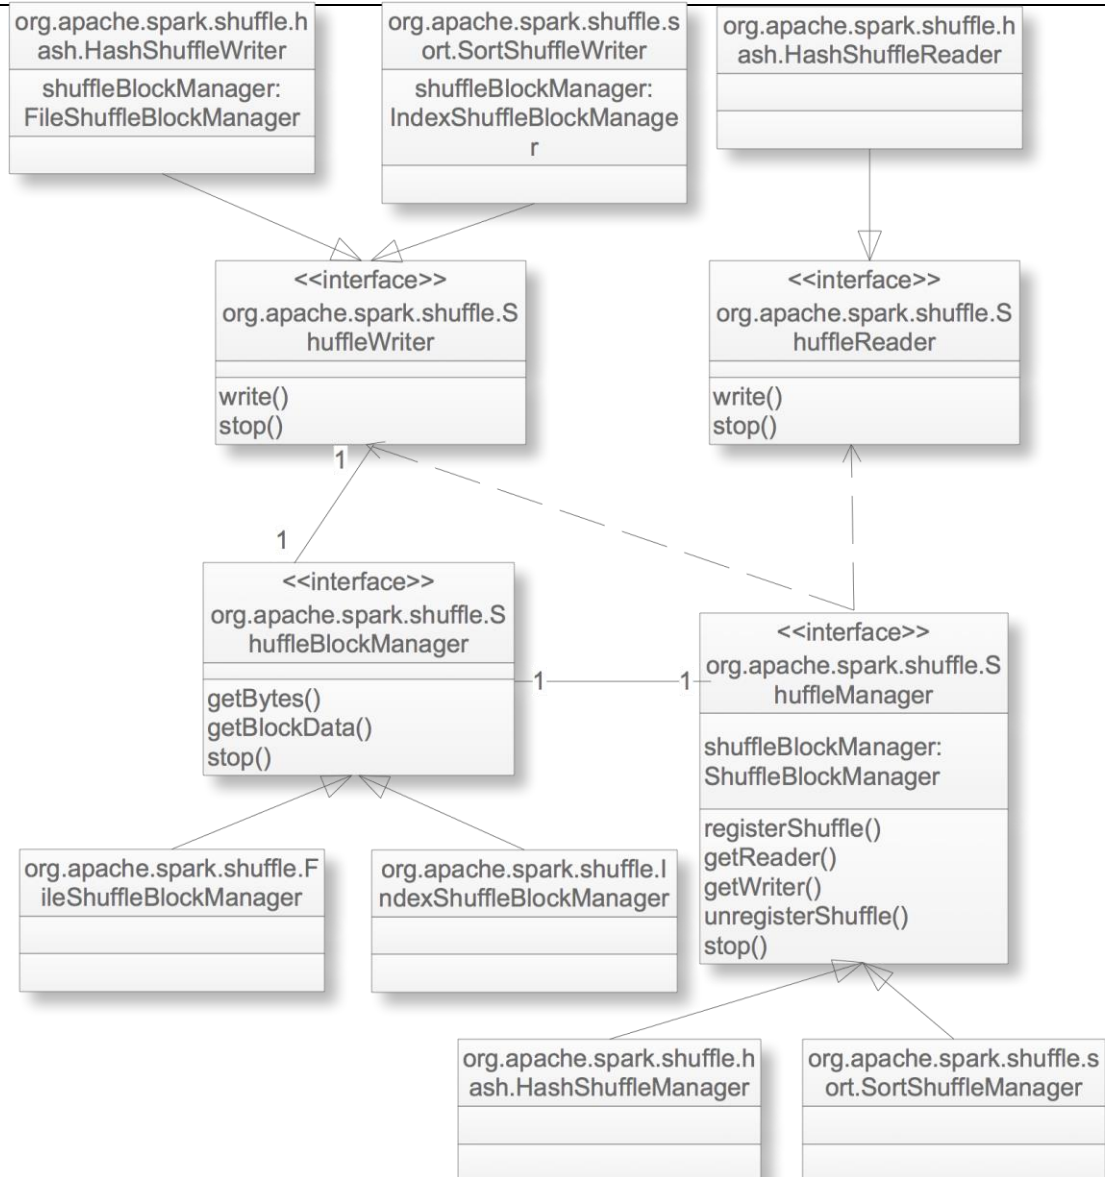 org.apache.spark.shuffle.h
ash.HashShuffleWriter
shuffleBlockManager:
FileShuffleBlockManager
org.apache.spark.shuffle.s
ort.SortShuffleWriter
shuffleBlockManager:
IndexShuffleBlockManage
r
org.apache.spark.shuffle.h
ash.HashShuffleReader
<<interface>>
org.apache.spark.shuffle.S
huffleWriter
write()
stop()
<<interface>>
org.apache.spark.shuffle.S
huffleReader
write()
stop()
1
1
<<interface>>
org.apache.spark.shuffle.S
huffleBlockManager
getBytes()
getBlockData()
stop()
1
1
<<interface>>
org.apache.spark.shuffle.S
huffleManager
shuffleBlockManager:
ShuffleBlockManager
registerShuffle()
getReader()
getWriter()
unregisterShuffle()
stop()
org.apache.spark.shuffle.F
ileShuffleBlockManager
org.apache.spark.shuffle.I
ndexShuffleBlockManager
org.apache.spark.shuffle.h
ash.HashShuffleManager
org.apache.spark.shuffle.s
ort.SortShuffleManager